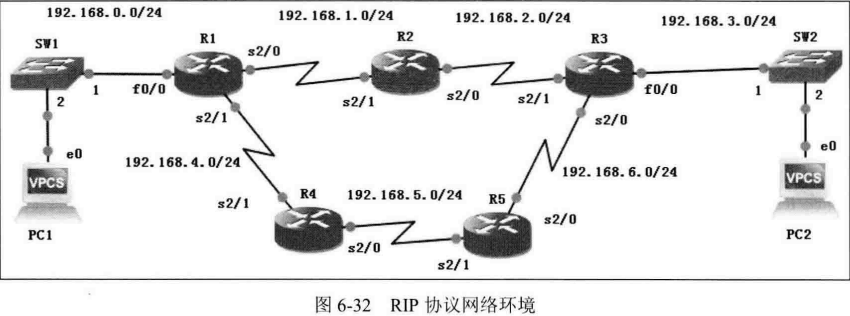 192.168.0.0/24
192.168.1.0/24
192.168.2.0/24
192.168.3.0/24
SW1
R1
R2
R3
SW2
s2/0
1
f0/0
s2/1
s2/0
s2/1
f0/0
1
2
2
s2/1
s2/0
e0
e0
192.168.4.0/24
192.168.5.0/24
192.168.6.0/24
VPCS
VPCS
s2/1
R4
R5
s2/0
PC1
s2/0
s2/1
PC2
图 6-32 RIP 协议网络环境